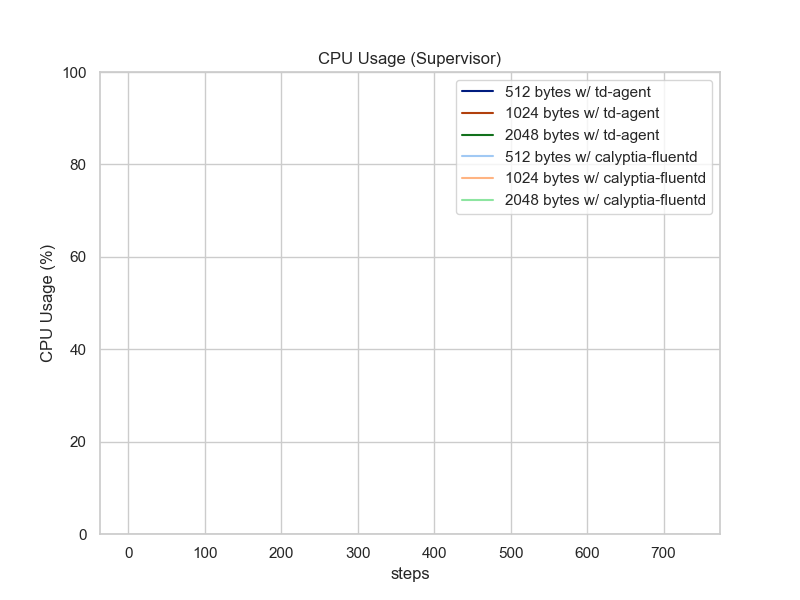 CPU Usage (Supervisor)
100
80
60
40
20
0
CPU Usage (%)
512 bytes w/ td-agent
1024 bytes w/ td-agent
2048 bytes w/ td-agent
512 bytes w/ calyptia-fluentd
1024 bytes w/ calyptia-fluentd
2048 bytes w/ calyptia-fluentd
0 100 200 300 400 500 600 700
steps